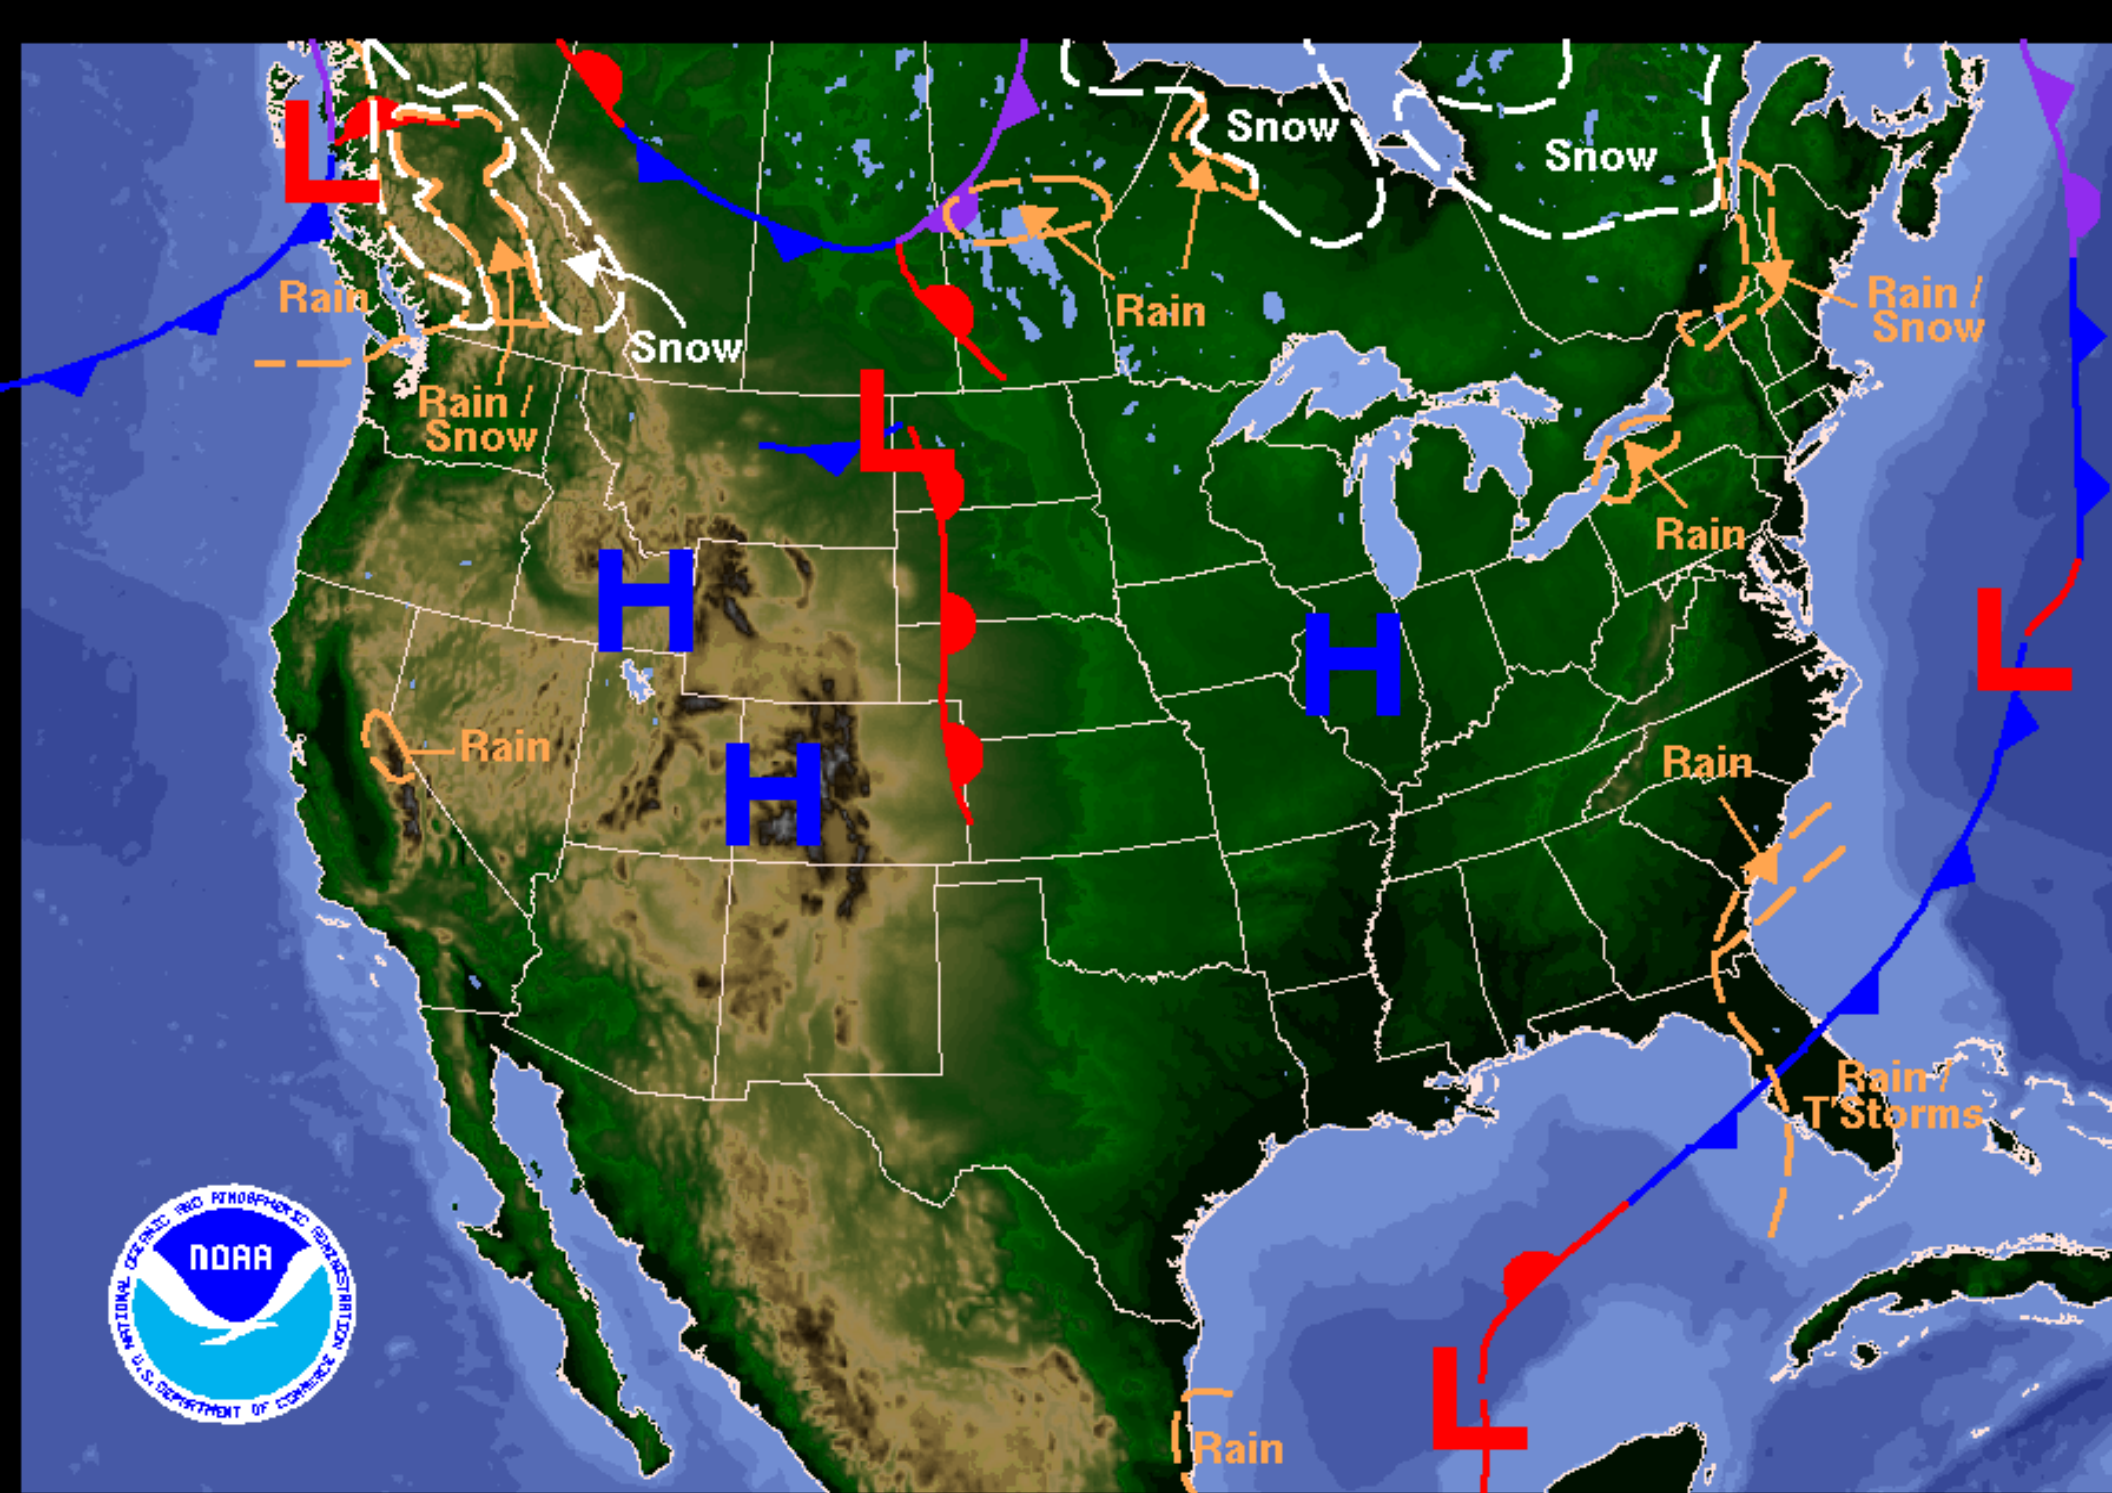 L
Snow
Snow
Rain
Rain
Rain /
Snow
Snow
L
Rain /
Snow
Rain
H
L
H
Rain
H
Rain
Rain /
T'Storms
NATIONAL OCEANIC AND ATMOSPHERIC ADMINISTRATION
NOAA
U.S. DEPARTMENT OF COMMERCE
L
Rain